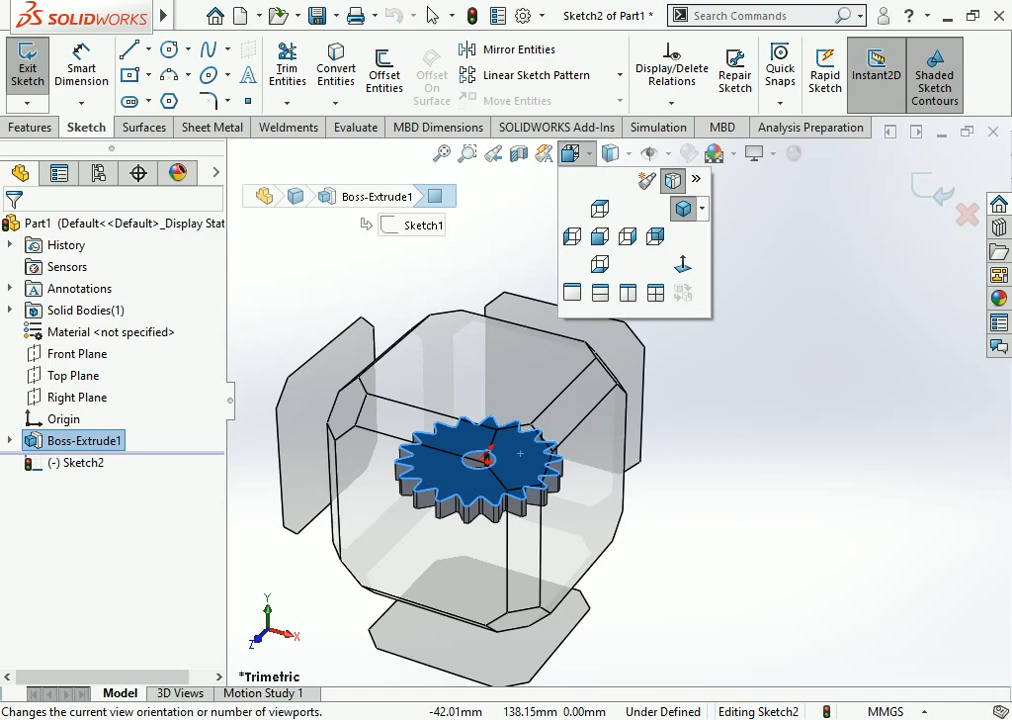 SOLIDWORKS
Sketch2 of Part1 *
Search Commands
Exit Sketch
Smart Dimension
Trim Entities
Convert Entities
Offset Entities
Offset On Surface
Mirror Entities
Linear Sketch Pattern
Move Entities
Display/Delete Relations
Repair Sketch
Quick Snaps
Rapid Sketch
Instant2D
Shaded Sketch Contours
Features
Sketch
Surfaces
Sheet Metal
Weldments
Evaluate
MBD Dimensions
SOLIDWORKS Add-Ins
Simulation
MBD
Analysis Preparation
Boss-Extrude1
Sketch1
Part1 (Default<<Default>_Display Stat
History
Sensors
Annotations
Solid Bodies(1)
Material <not specified>
Front Plane
Top Plane
Right Plane
Origin
Boss-Extrude1
(-) Sketch2
Y
X
Z
*Trimetric
Model
3D Views
Motion Study 1
Changes the current view orientation or number of viewports.
-42.01mm
138.15mm
0.00mm
Under Defined
Editing Sketch2
MMGS